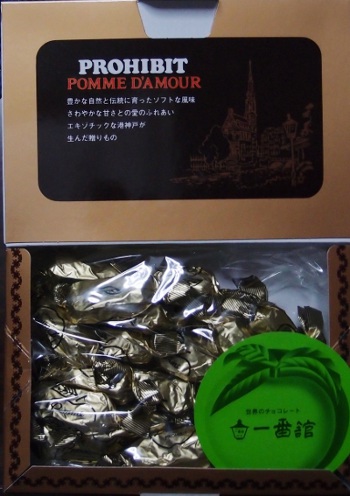 PROHIBIT
POMME D'AMOUR
豊かな自然と伝統に育ったソフトな風味
さわやかな甘さとの愛のふれあい
エキゾチックな港神戸が
生んだ贈りもの
自慢のチョコレート
一番舘